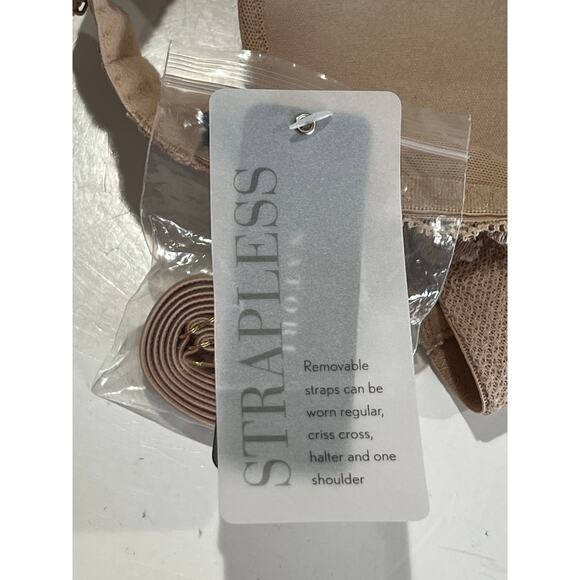 STRAPLESS
Removable
straps can be
worn regular,
criss cross,
halter and one
shoulder